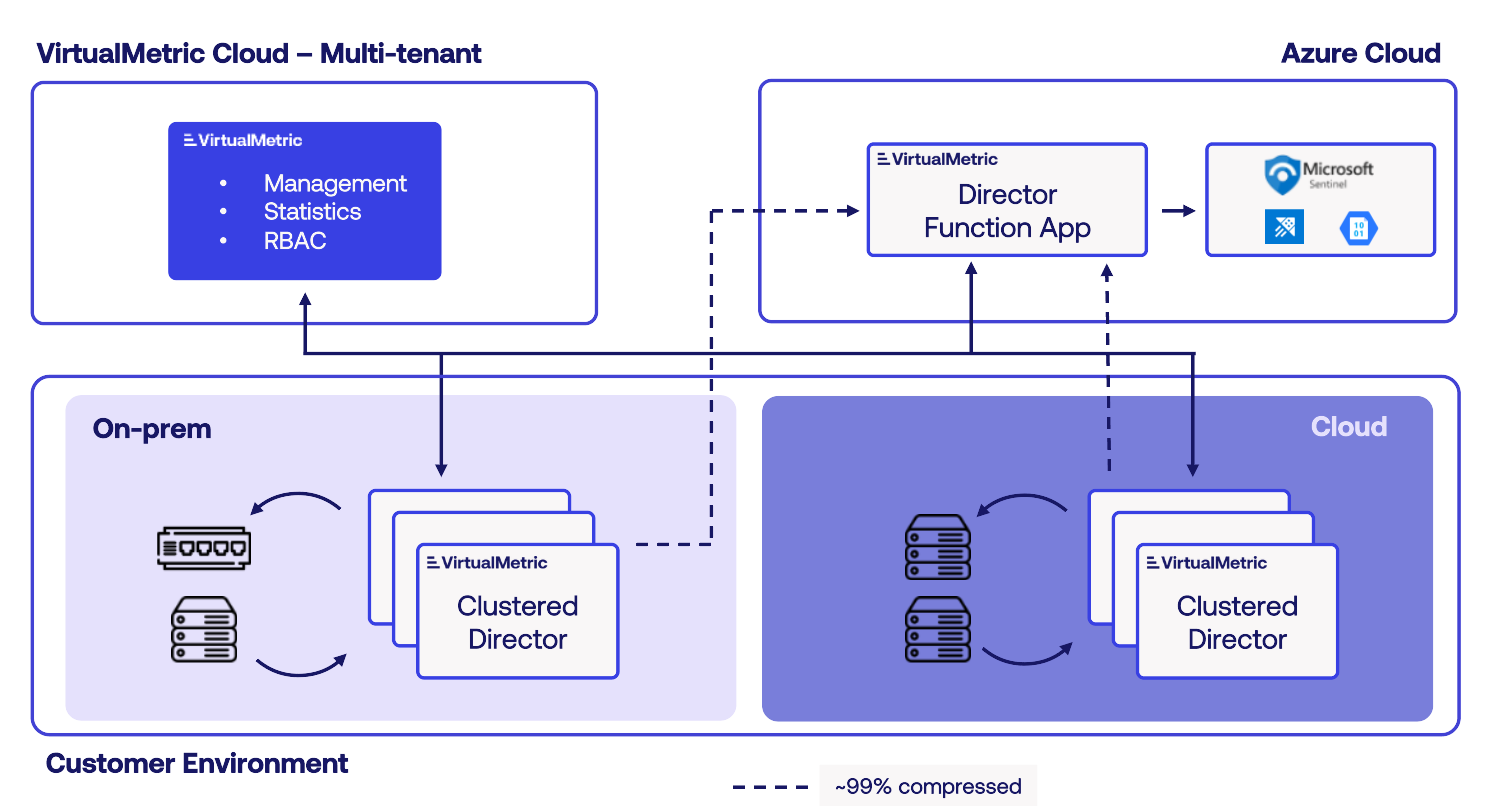 VirtualMetric Cloud – Multi-tenant
Azure Cloud
VirtualMetric
• Management
• Statistics
• RBAC
VirtualMetric
Director
Function App
Microsoft
Sentinel
10
01
On-prem
Cloud
VirtualMetric
Clustered
Director
VirtualMetric
Clustered
Director
Customer Environment
~99% compressed